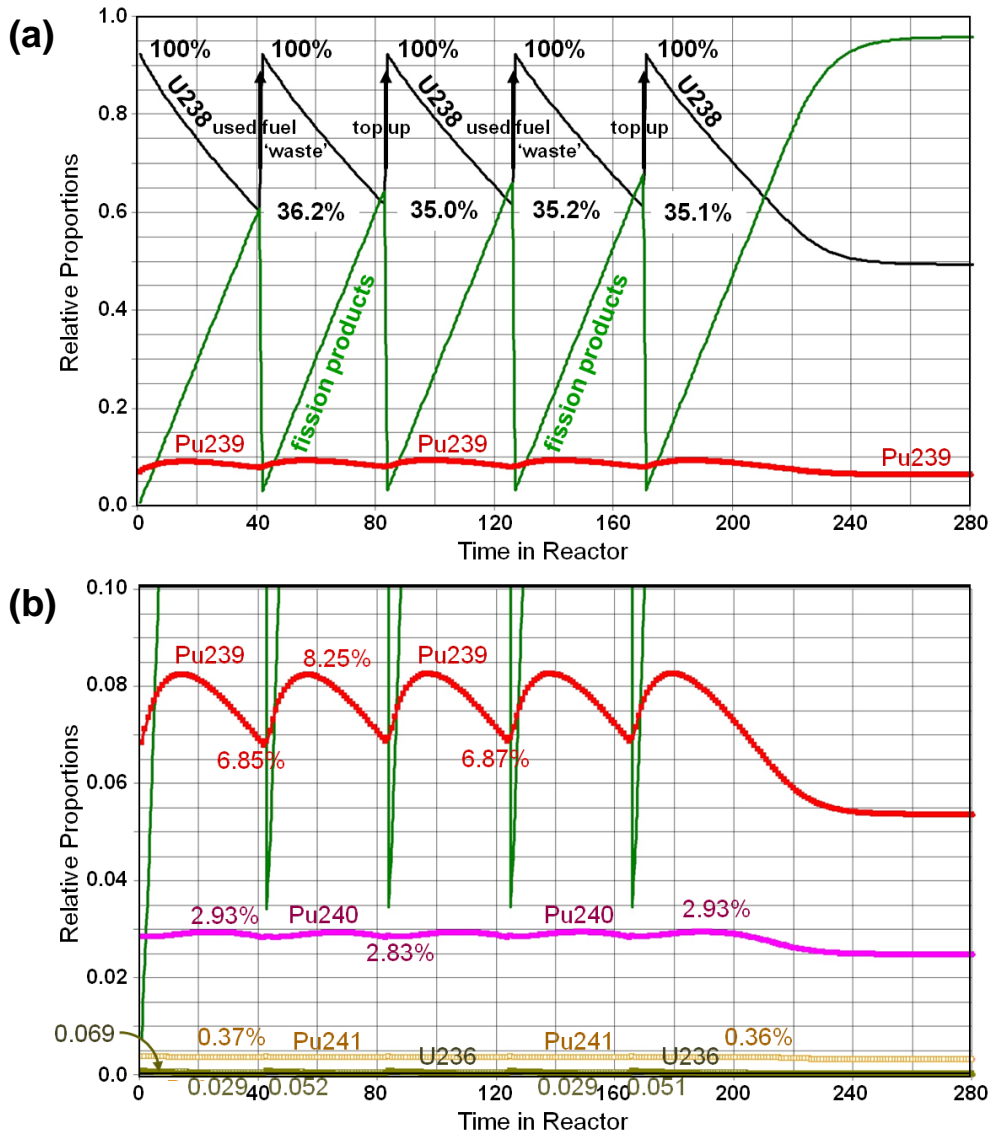 (a)
1.0
0.8
0.6
0.4
0.2
0.0
Relative Proportions
100% 100% 100% 100% 100%
U238 U238 U238
used fuel top up used fuel top up
'waste' 'waste'
36.2% 35.0% 35.2% 35.1%
fission products fission products
Pu239 Pu239 Pu239
0 40 80 120 160 200 240 280
Time in Reactor
(b)
0.10
0.08
0.06
0.04
0.02
0.0
Relative Proportions
Pu239 8.25% Pu239
6.85% 6.87%
2.93% Pu240 Pu240 2.93%
2.83%
0.069 0.37% Pu241 Pu241 0.36%
U236 U236
0.029 0.052 0.029 0.051
0 40 80 120 160 200 240 280
Time in Reactor